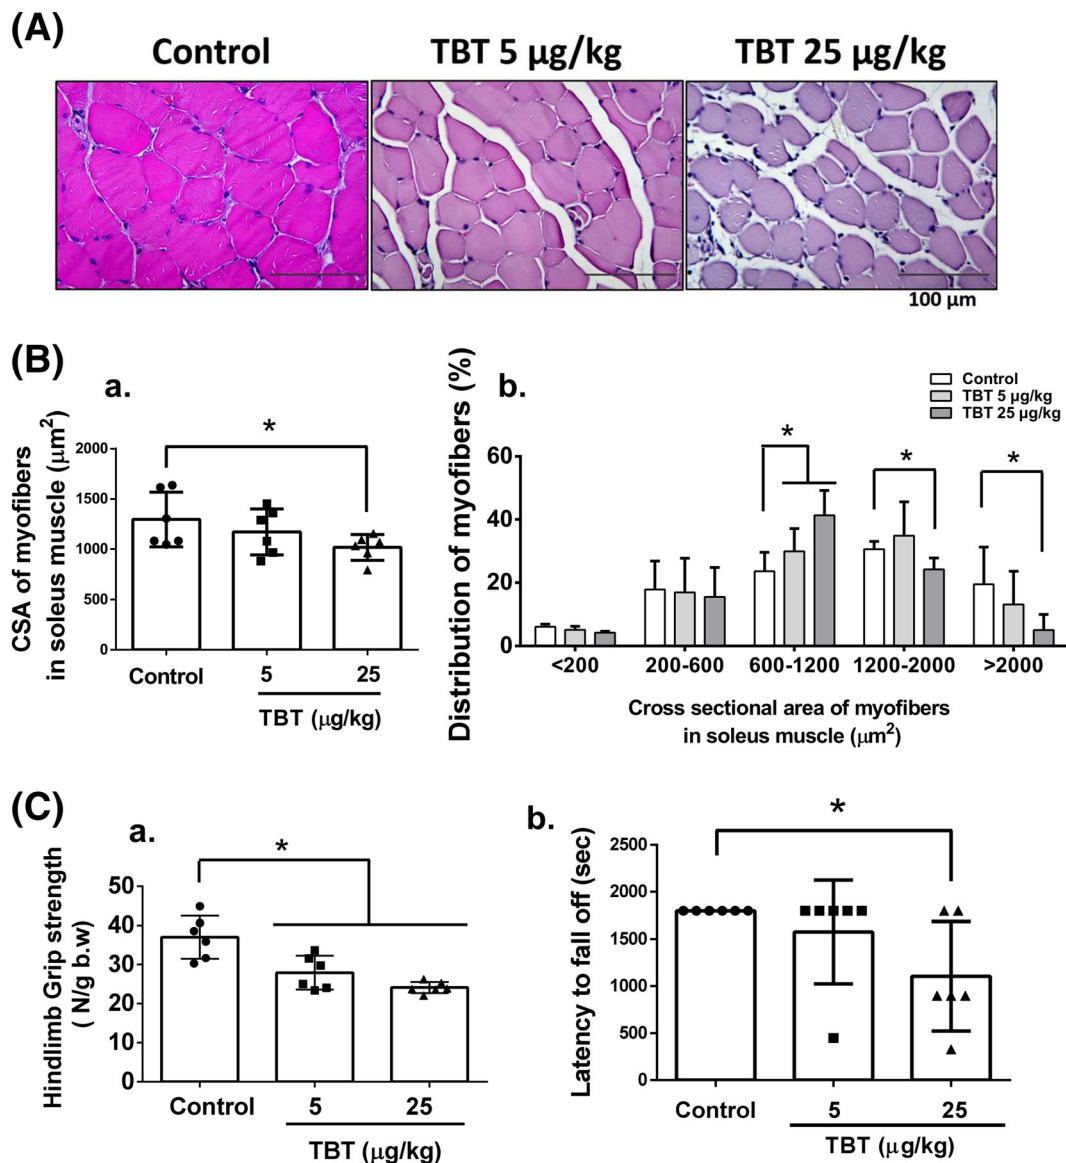 (A)
Control TBT 5 µg/kg TBT 25 µg/kg
100 µm
(B)
a.
CSA of myofibers
in soleus muscle (µm²)
2000
1500
1000
500
0
Control 5 25
TBT (µg/kg)
b.
Distribution of myofibers (%)
Control
TBT 5 µg/kg
TBT 25 µg/kg
60
40
20
0
* * *
<200 200-600 600-1200 1200-2000 >2000
Cross sectional area of myofibers
in soleus muscle (µm²)
*
(C)
a.
Hindlimb Grip strength
( N/g b.w)
50
40
30
20
10
0
*
Control 5 25
TBT (µg/kg)
b.
Latency to fall off (sec)
2500
2000
1500
1000
500
0
*
Control 5 25
TBT (µg/kg)